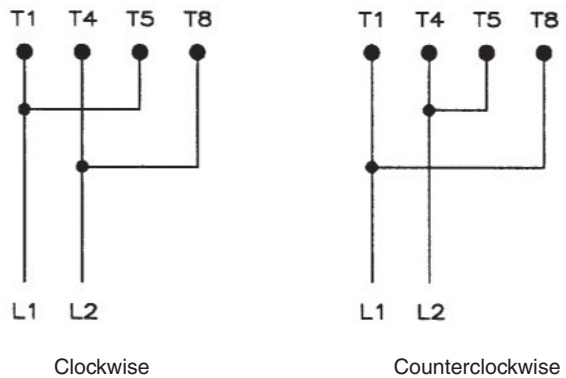 T1 T4 T5 T8 T1 T4 T5 T8
L1 L2 L1 L2
Clockwise Counterclockwise